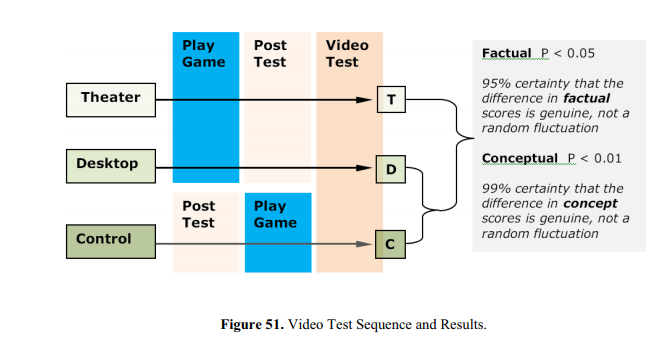 Play
Game
Post
Test
Video
Test
Theater
T
Desktop
D
Post
Test
Play
Game
Control
C
Factual P < 0.05
95% certainty that the
difference in factual
scores is genuine, not a
random fluctuation
Conceptual P < 0.01
99% certainty that the
difference in concept
scores is genuine, not a
random fluctuation
Figure 51. Video Test Sequence and Results.